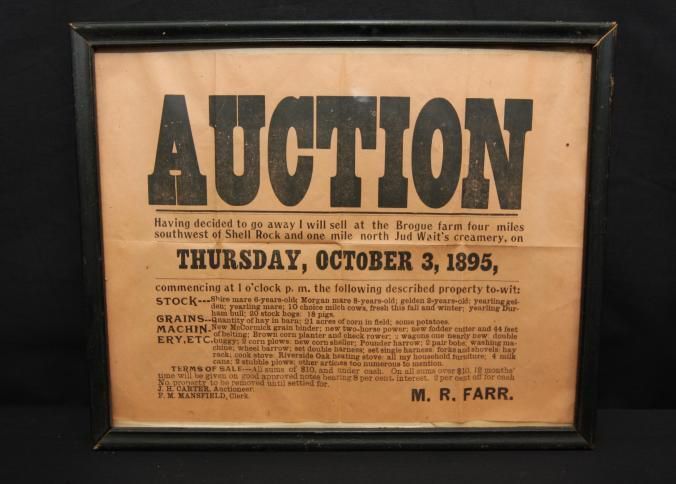 AUCTION
Having decided to go away I will sell at the Brogue farm four miles
southwest of Shell Rock and one mile north Jud Wait's creamery, on
THURSDAY, OCTOBER 3, 1895,
commencing at 1 o'clock p. m. the following described property to-wit:
STOCK---Shire mare 6-years-old; Morgan mare 8-years-old; gelden 2-years-old; yearling gel-
den; yearling mare; 10 choice milch cows, fresh this fall and winter; yearling Dur-
ham bull; 20 stock hogs; 18 pigs.
GRAINS--Quantity of hay in barn; 21 acres of corn in field; some potatoes.
MACHIN- New McCormick grain binder; new two-horse power; new fodder cutter and 44 feet
ERY, ETC. of belting; Brown corn planter and check rower; 2 wagons one nearly new double
buggy; 2 corn plows; new corn sheller; Pounder harrow; 2 pair bobs; washing ma-
chine; wheel barrow; set double harness; set single harness forks and shovels; hay
rack; cook stove; Riverside Oak heating stove; all my household furniture; 4 milk
cans; 2 stubble plows; other articles too numerous to mention.
TERMS OF SALE--All sums of $10, and under cash. On all sums over $10, 12 months'
time will be given on good approved notes bearing 8 per cent. interest. 2 per cent off for cash
No property to be removed until settled for.
J. H. CARTER, Auctioneer.
F. M. MANSFIELD, Clerk.
M. R. FARR.